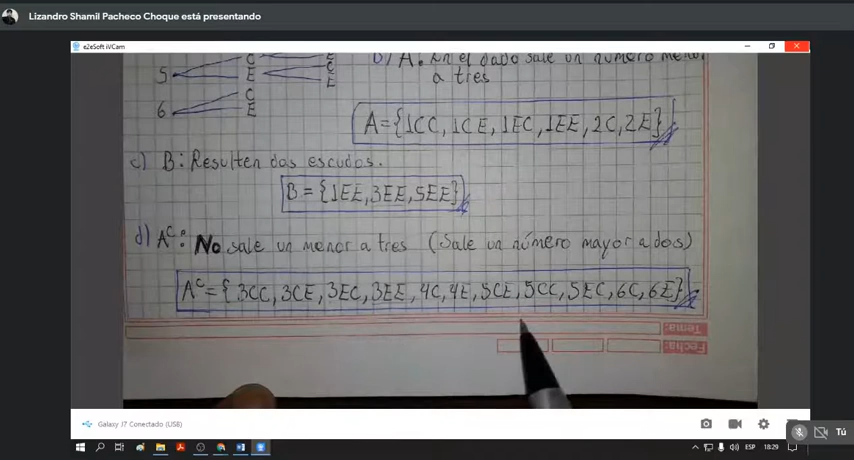 Lizandro Shamil Pacheco Choque está presentando
e2eSoft iVCam
C E
5 E C
E
6 C
E
b) A: En el dado sale un número menor
a tres
A={1CC, 1CE, 1EC, 1EE, 2C, 2E}
c) B: Resulten dos escudos.
B={1EE, 3EE, 5EE}
d) Aᶜ: No sale un menor a tres (Sale un número mayor a dos)
Aᶜ={3CC, 3CE, 3EC, 3EE, 4C, 4E, 5CE, 5CC, 5EC, 6C, 6E}
Tema:
Fecha:
Galaxy J7 Conectado (USB)
Tú
ESP 18:29